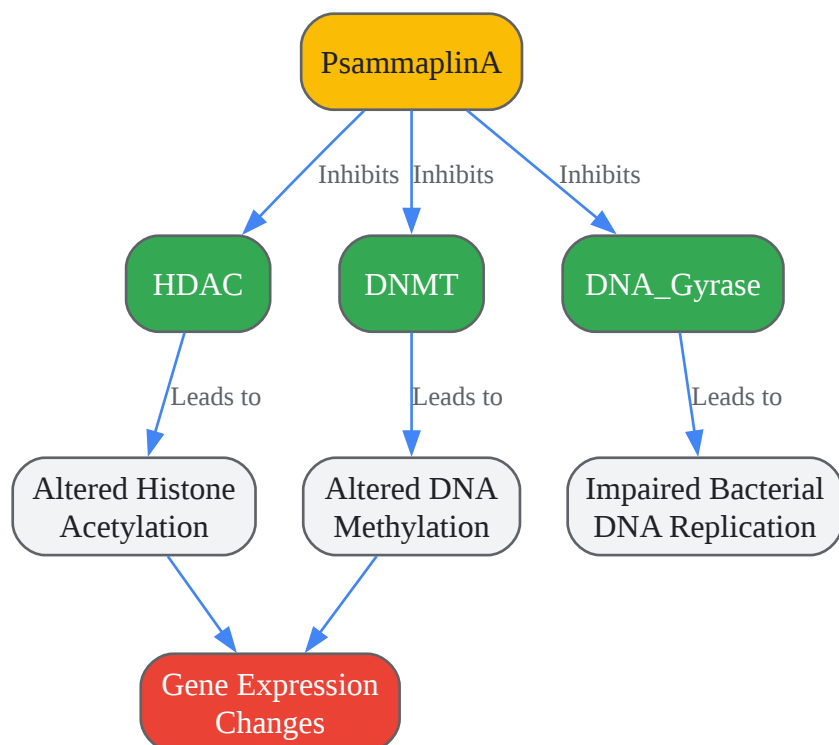 PsammaplinA
Inhibits
Inhibits
Inhibits
HDAC
DNMT
DNA_Gyrase
Leads to
Leads to
Leads to
Altered Histone
Acetylation
Altered DNA
Methylation
Impaired Bacterial
DNA Replication
Gene Expression
Changes